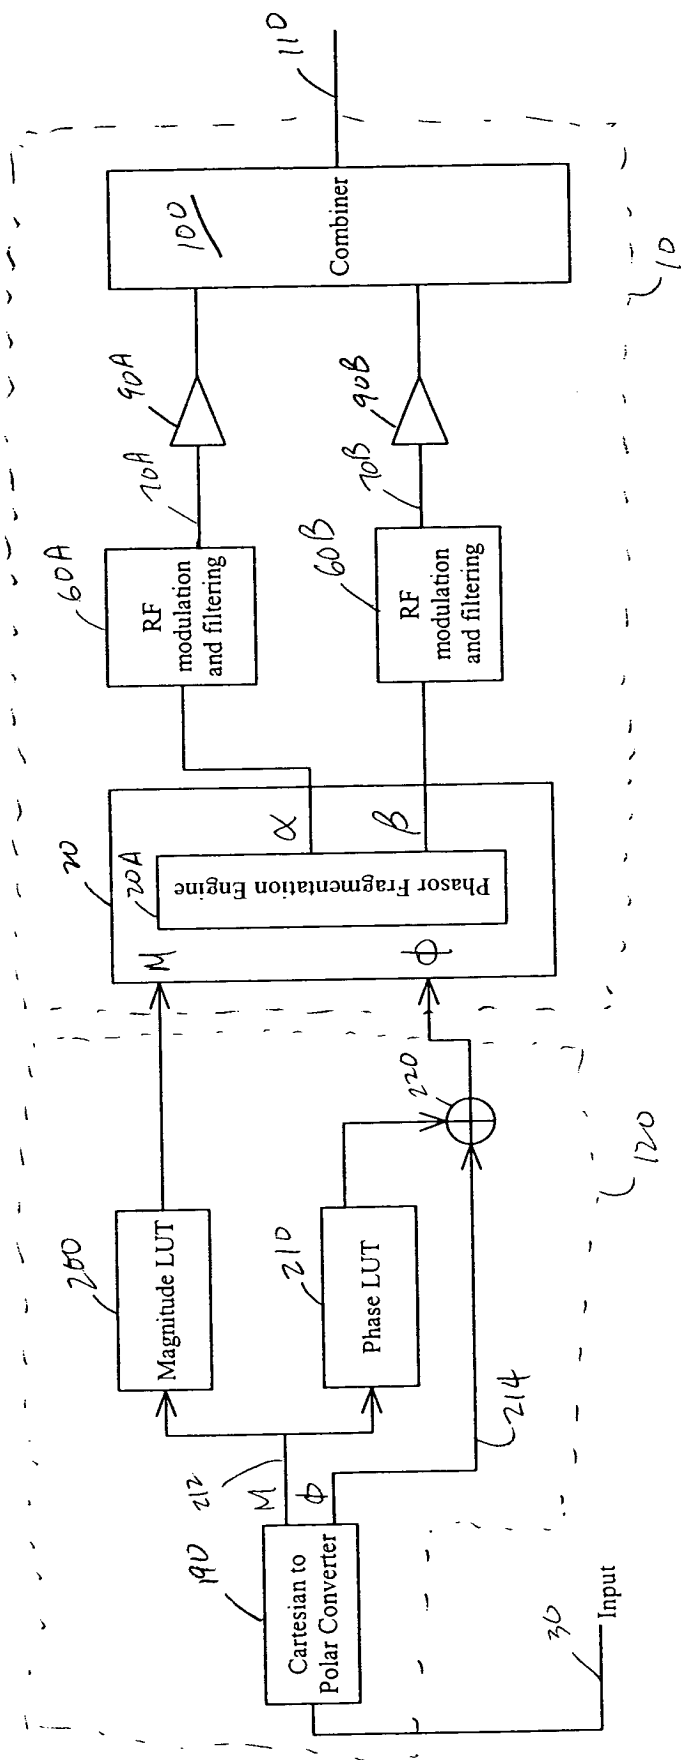 30
Input
190
Cartesian to
Polar Converter
M
ϕ
212
200
Magnitude LUT
210
Phase LUT
214
220
120
20
M
ϕ
20A
Phasor Fragmentation Engine
α
β
60A
RF
modulation
and filtering
60B
RF
modulation
and filtering
70A
70B
90A
90B
100
Combiner
110
10